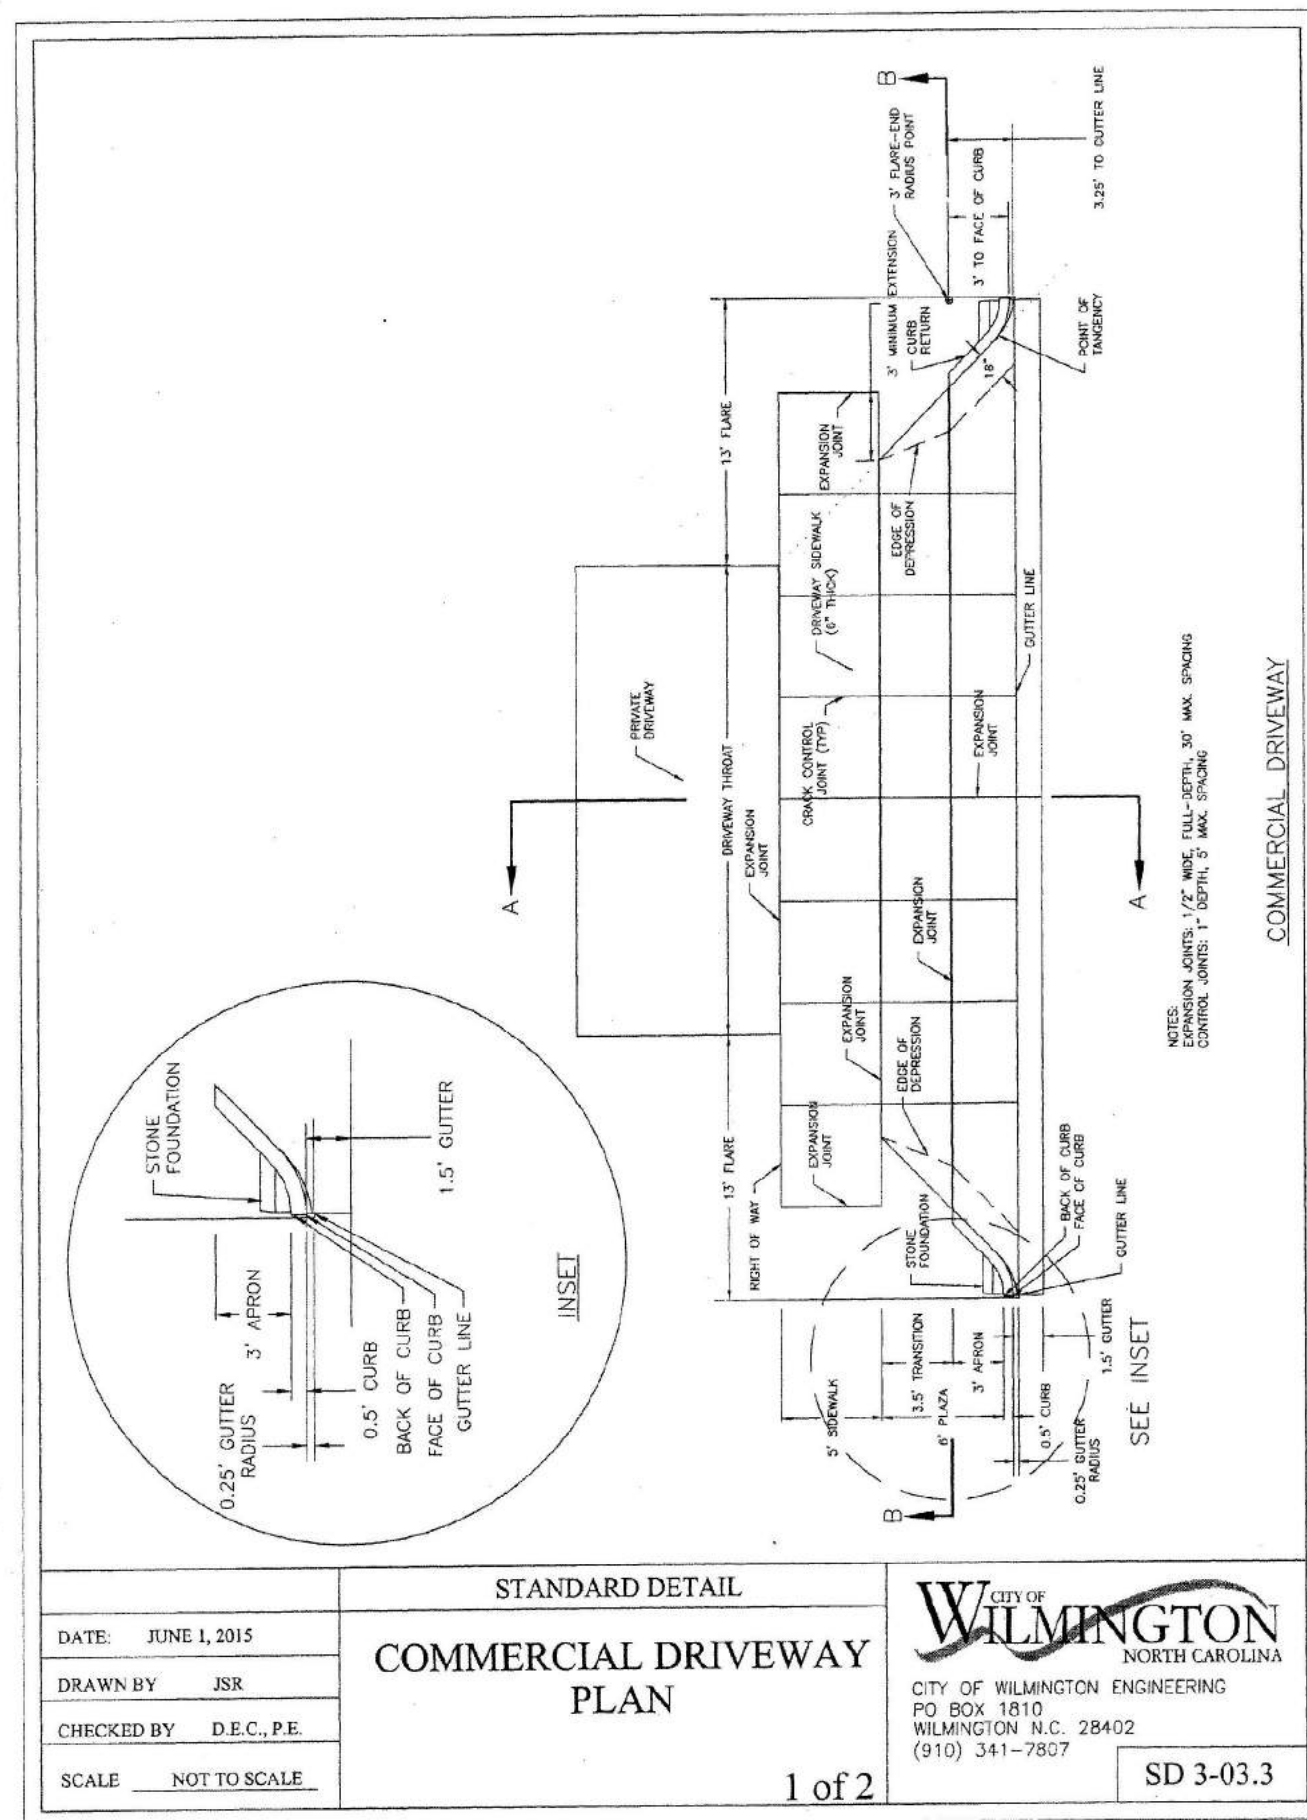 B
3' FLARE-END
RADIUS POINT
3.25' TO GUTTER LINE
3' TO FACE OF CURB
3' MINIMUM EXTENSION
CURB
RETURN
18"
POINT OF
TANGENCY
13' FLARE
EXPANSION
JOINT
EDGE OF
DEPRESSION
DRIVEWAY SIDEWALK
(6" THICK)
GUTTER LINE
PRIVATE
DRIVEWAY
DRIVEWAY THROAT
CRACK CONTROL
JOINT (TYP)
EXPANSION
JOINT
A
A
EXPANSION
JOINT
EXPANSION
JOINT
EXPANSION
JOINT
EDGE OF
DEPRESSION
13' FLARE
EXPANSION
JOINT
RIGHT OF WAY
STONE
FOUNDATION
BACK OF CURB
FACE OF CURB
GUTTER LINE
5' SIDEWALK
3.5' TRANSITION
3' APRON
6' PLAZA
0.5' CURB
1.5' GUTTER
0.25' GUTTER
RADIUS
B
SEE INSET
NOTES:
EXPANSION JOINTS: 1/2" WIDE, FULL-DEPTH, 30' MAX. SPACING
CONTROL JOINTS: 1" DEPTH, 5' MAX. SPACING
COMMERCIAL DRIVEWAY
STONE
FOUNDATION
1.5' GUTTER
3' APRON
0.25' GUTTER
RADIUS
0.5' CURB
BACK OF CURB
FACE OF CURB
GUTTER LINE
INSET
STANDARD DETAIL
DATE: JUNE 1, 2015
DRAWN BY JSR
CHECKED BY D.E.C., P.E.
SCALE NOT TO SCALE
COMMERCIAL DRIVEWAY
PLAN
1 of 2
CITY OF
WILMINGTON
NORTH CAROLINA
CITY OF WILMINGTON ENGINEERING
PO BOX 1810
WILMINGTON N.C. 28402
(910) 341-7807
SD 3-03.3